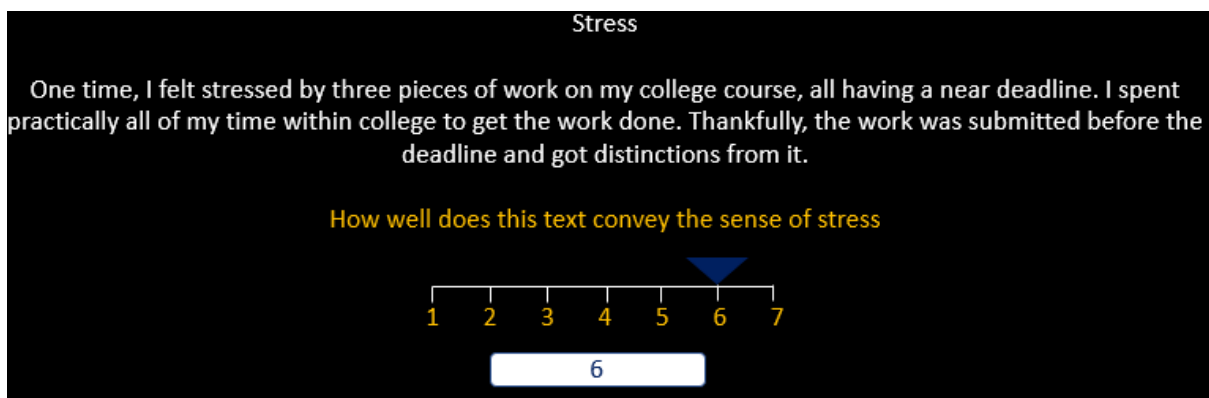 Stress
One time, I felt stressed by three pieces of work on my college course, all having a near deadline. I spent
practically all of my time within college to get the work done. Thankfully, the work was submitted before the
deadline and got distinctions from it.
How well does this text convey the sense of stress
1 2 3 4 5 6 7
6